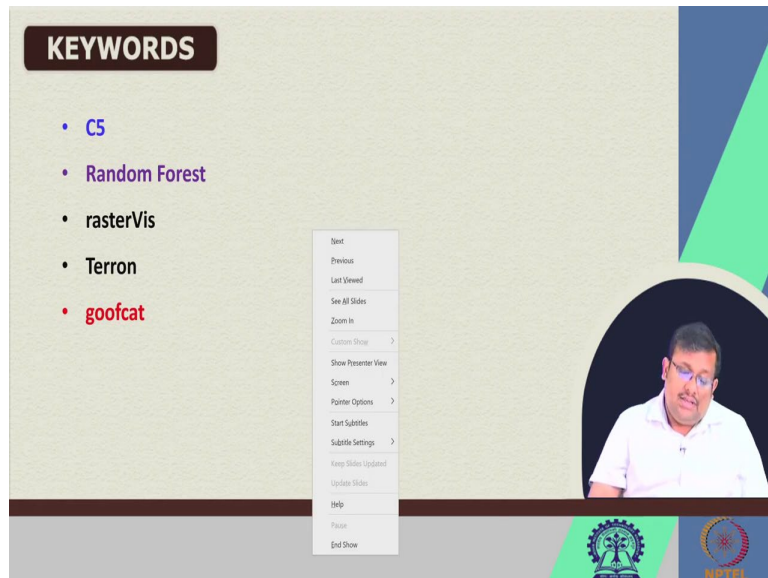 KEYWORDS
• C5
• Random Forest
• rasterVis
• Terron
• goofcat
Next
Previous
Last Viewed
See All Slides
Zoom In
Custom Show
Show Presenter View
Screen
Pointer Options
Start Subtitles
Subtitle Settings
Keep Slides Updated
Update Slides
Help
Pause
End Show
NPTEL